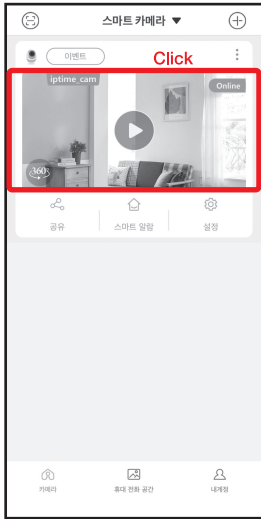 스마트 카메라 ▼
이벤트
Click
iptime_cam
Online
360°
공유
스마트 알람
설정
카메라
휴대 전화 공간
내계정